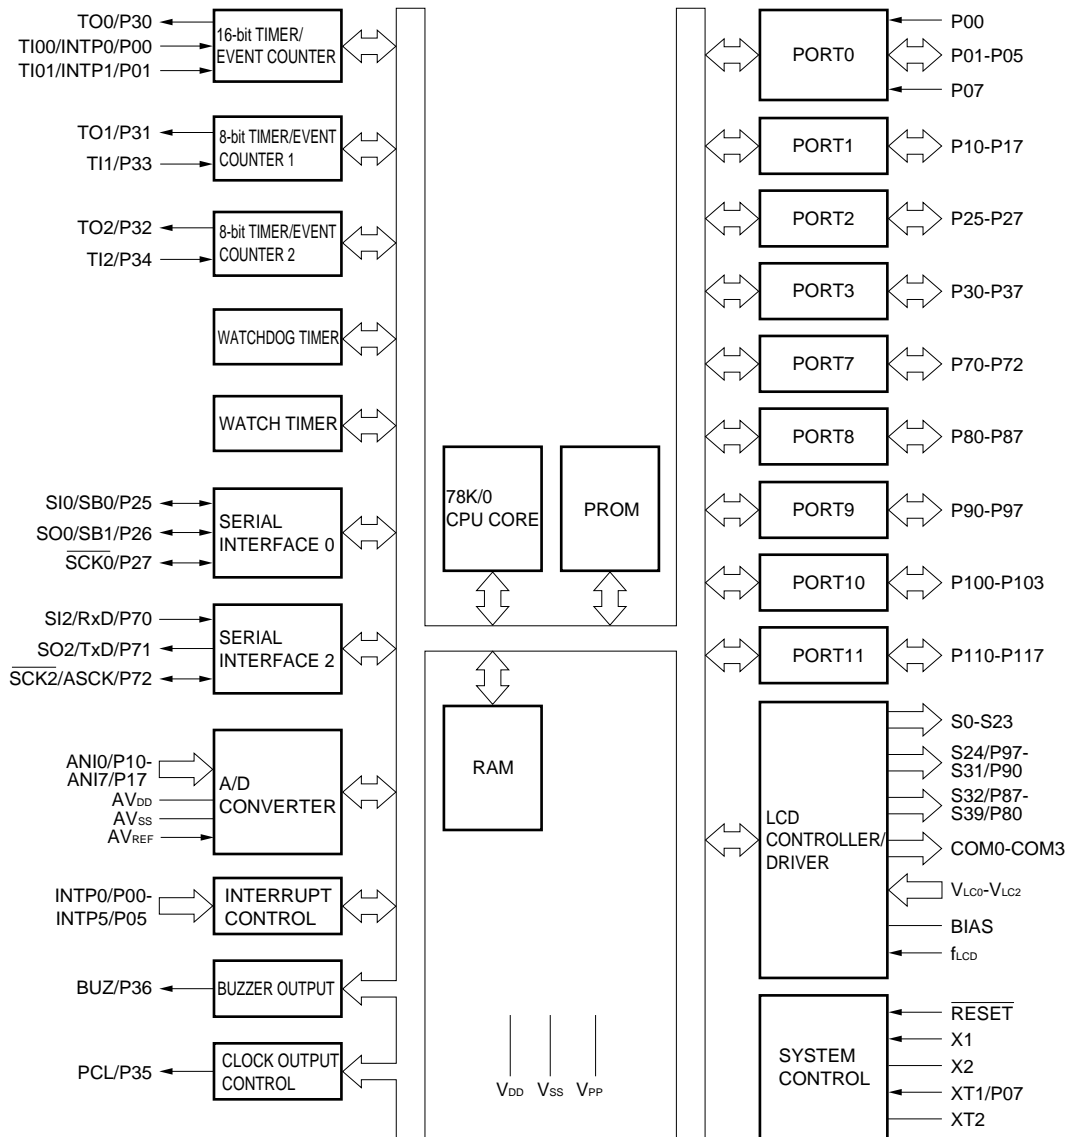 TO0/P30
TI00/INTP0/P00
TI01/INTP1/P01
16-bit TIMER/
EVENT COUNTER
TO1/P31
TI1/P33
8-bit TIMER/EVENT
COUNTER 1
TO2/P32
TI2/P34
8-bit TIMER/EVENT
COUNTER 2
WATCHDOG TIMER
WATCH TIMER
SI0/SB0/P25
SO0/SB1/P26
SCK0/P27
SERIAL
INTERFACE 0
SI2/RxD/P70
SO2/TxD/P71
SCK2/ASCK/P72
SERIAL
INTERFACE 2
ANI0/P10-
ANI7/P17
AVDD
AVSS
AVREF
A/D
CONVERTER
INTP0/P00-
INTP5/P05
INTERRUPT
CONTROL
BUZ/P36
BUZZER OUTPUT
PCL/P35
CLOCK OUTPUT
CONTROL
78K/0
CPU CORE
PROM
RAM
VDD
VSS
VPP
PORT0
P00
P01-P05
P07
PORT1
P10-P17
PORT2
P25-P27
PORT3
P30-P37
PORT7
P70-P72
PORT8
P80-P87
PORT9
P90-P97
PORT10
P100-P103
PORT11
P110-P117
LCD
CONTROLLER/
DRIVER
S0-S23
S24/P97-
S31/P90
S32/P87-
S39/P80
COM0-COM3
VLC0-VLC2
BIAS
fLCD
SYSTEM
CONTROL
RESET
X1
X2
XT1/P07
XT2